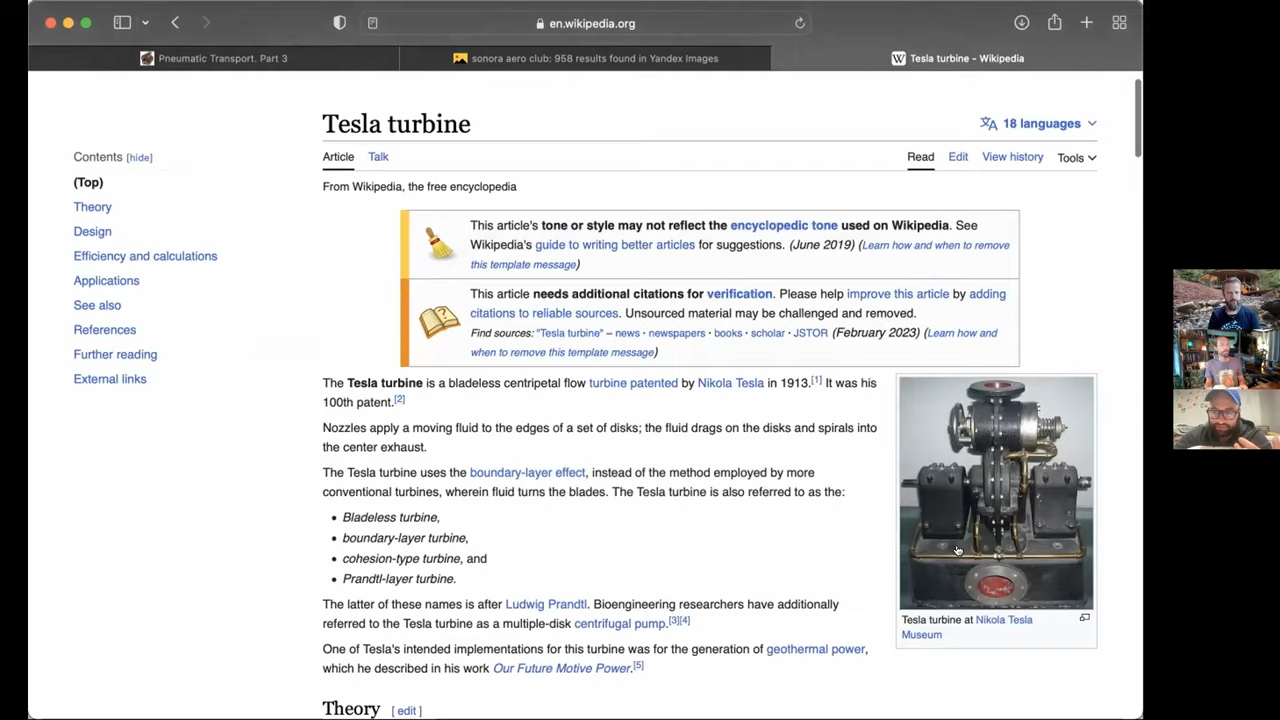 en.wikipedia.org
Pneumatic Transport. Part 3
sonora aero club: 958 results found in Yandex Images
W Tesla turbine - Wikipedia
Tesla turbine
18 languages
Contents [hide]
(Top)
Theory
Design
Efficiency and calculations
Applications
See also
References
Further reading
External links
Article Talk
Read Edit View history Tools
From Wikipedia, the free encyclopedia
This article's tone or style may not reflect the encyclopedic tone used on Wikipedia. See
Wikipedia's guide to writing better articles for suggestions. (June 2019) (Learn how and when to remove
this template message)
This article needs additional citations for verification. Please help improve this article by adding
citations to reliable sources. Unsourced material may be challenged and removed.
Find sources: "Tesla turbine" – news · newspapers · books · scholar · JSTOR (February 2023) (Learn how and
when to remove this template message)
The Tesla turbine is a bladeless centripetal flow turbine patented by Nikola Tesla in 1913.[1] It was his
100th patent.[2]
Nozzles apply a moving fluid to the edges of a set of disks; the fluid drags on the disks and spirals into
the center exhaust.
The Tesla turbine uses the boundary-layer effect, instead of the method employed by more
conventional turbines, wherein fluid turns the blades. The Tesla turbine is also referred to as the:
• Bladeless turbine,
• boundary-layer turbine,
• cohesion-type turbine, and
• Prandtl-layer turbine.
The latter of these names is after Ludwig Prandtl. Bioengineering researchers have additionally
referred to the Tesla turbine as a multiple-disk centrifugal pump.[3][4]
One of Tesla's intended implementations for this turbine was for the generation of geothermal power,
which he described in his work Our Future Motive Power.[5]
Tesla turbine at Nikola Tesla
Museum
Theory [ edit ]